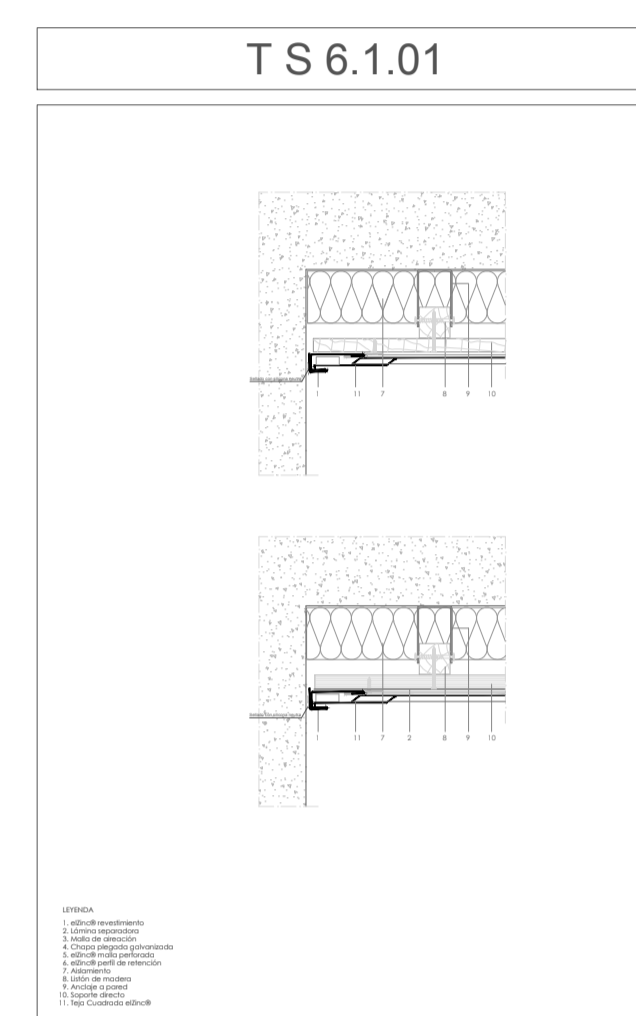 T S 6.1.01
1 11 7 8 9 10
1 11 7 2 8 9 10
LEYENDA
1. elZinc® revestimiento
2. Lámina separadora
3. Malla de aireación
4. Chapa plegada galvanizada
5. elZinc® malla perforada
6. elZinc® perfil de retención
7. Aislamiento
8. Listón de madera
9. Anclaje a pared
10. Soporte directo
11. Teja Cuadrada elZinc®